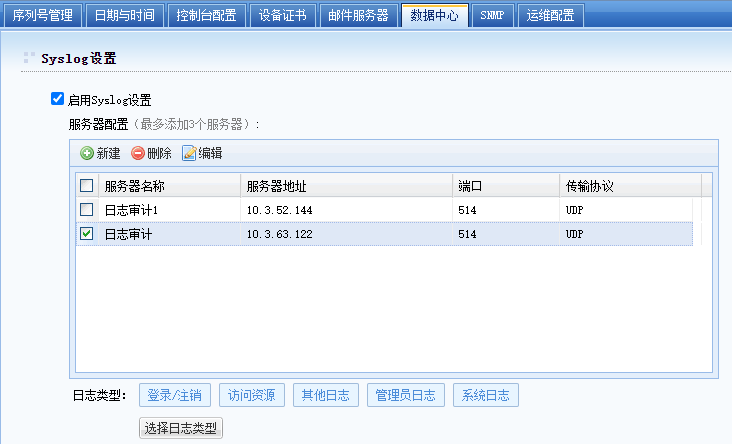 序列号管理 日期与时间 控制台配置 设备证书 邮件服务器 数据中心 SNMP 运维配置
Syslog设置
启用Syslog设置
服务器配置（最多添加3个服务器）:
新建 删除 编辑
服务器名称 服务器地址 端口 传输协议
日志审计1 10.3.52.144 514 UDP
日志审计 10.3.63.122 514 UDP
日志类型: 登录/注销 访问资源 其他日志 管理员日志 系统日志
选择日志类型